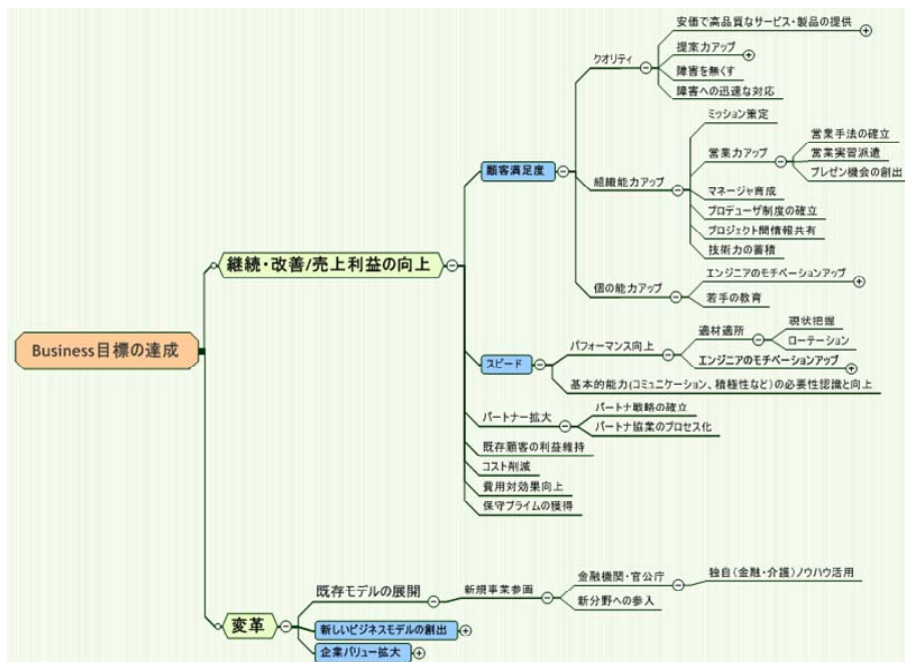 Business目標の達成
継続・改善/売上利益の向上
顧客満足度
クオリティ
安価で高品質なサービス・製品の提供
提案力アップ
障害を無くす
障害への迅速な対応
組織能力アップ
ミッション策定
営業力アップ
営業手法の確立
営業実習派遣
プレゼン機会の創出
マネージャ育成
プロデューザ制度の確立
プロジェクト間情報共有
技術力の蓄積
個の能力アップ
エンジニアのモチベーションアップ
若手の教育
スピード
パフォーマンス向上
適材適所
現状把握
ローテーション
エンジニアのモチベーションアップ
基本的能力(コミュニケーション、積極性など)の必要性認識と向上
パートナー拡大
パートナ戦略の確立
パートナ協業のプロセス化
既存顧客の利益維持
コスト削減
費用対効果向上
保守プライムの獲得
変革
既存モデルの展開
新規事業参画
金融機関・官公庁
独自(金融・介護)ノウハウ活用
新分野への参入
新しいビジネスモデルの創出
企業バリュー拡大